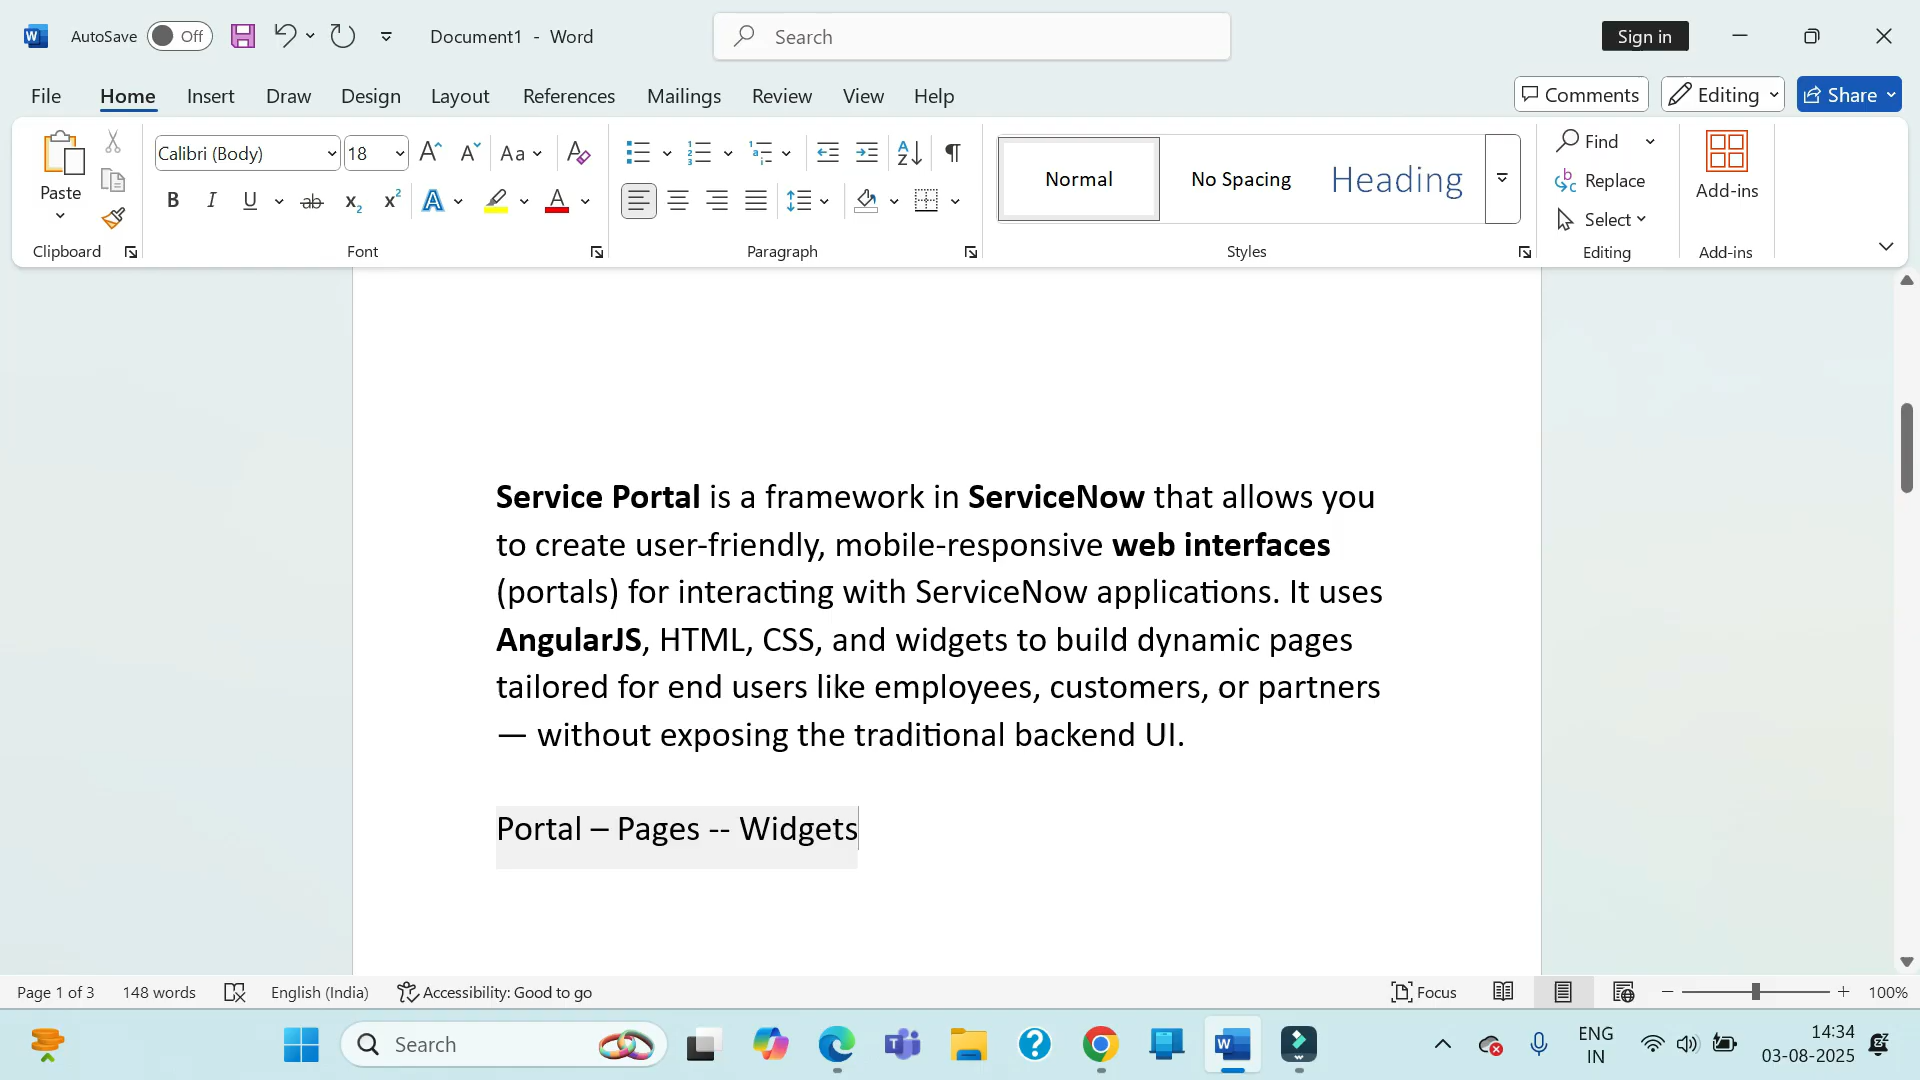 AutoSave Off Document1 - Word Search Sign in
File Home Insert Draw Design Layout References Mailings Review View Help Comments Editing Share
Paste Calibri (Body) 18 Aa Normal No Spacing Heading Find Replace Select Add-ins
Clipboard Font Paragraph Styles Editing Add-ins
Service Portal is a framework in ServiceNow that allows you
to create user-friendly, mobile-responsive web interfaces
(portals) for interacting with ServiceNow applications. It uses
AngularJS, HTML, CSS, and widgets to build dynamic pages
tailored for end users like employees, customers, or partners
— without exposing the traditional backend UI.
Portal – Pages -- Widgets
Page 1 of 3 148 words English (India) Accessibility: Good to go Focus 100%
Search ENG 14:34
IN 03-08-2025